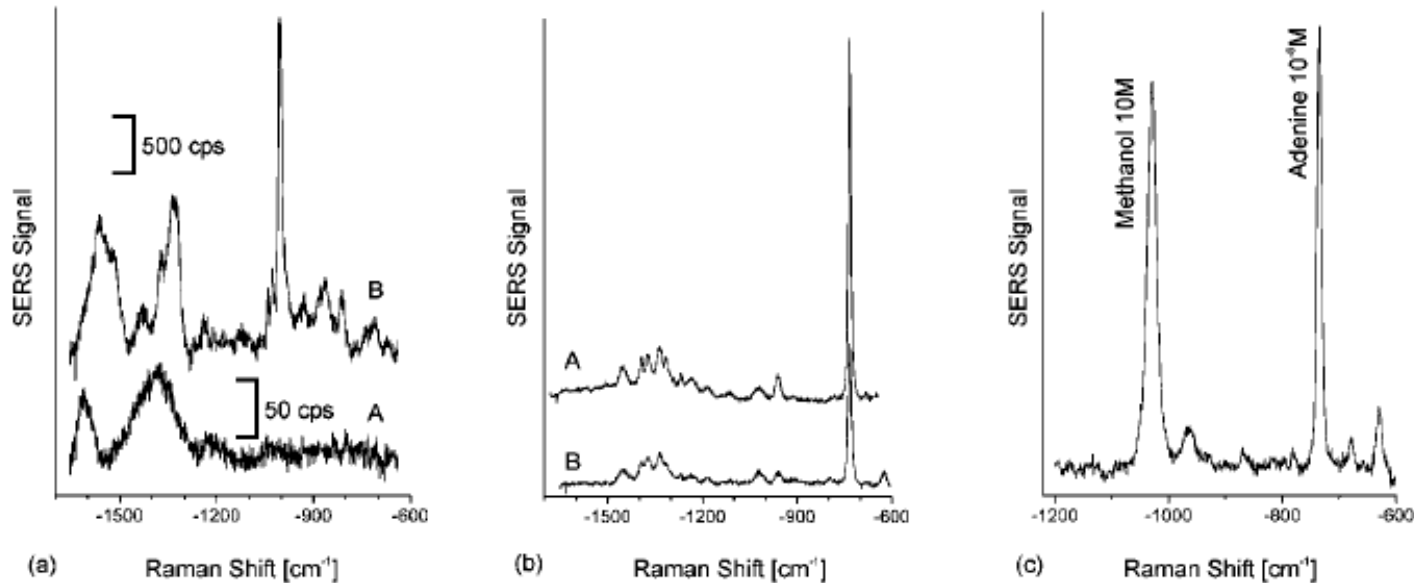 500 cps
B
50 cps
A
SERS Signal
-1500
-1200
-900
-600
(a)
Raman Shift [cm⁻¹]
A
B
SERS Signal
-1500
-1200
-900
-600
(b)
Raman Shift [cm⁻¹]
Methanol 10M
Adenine 10⁻⁸M
SERS Signal
-1200
-1000
-800
-600
(c)
Raman Shift [cm⁻¹]